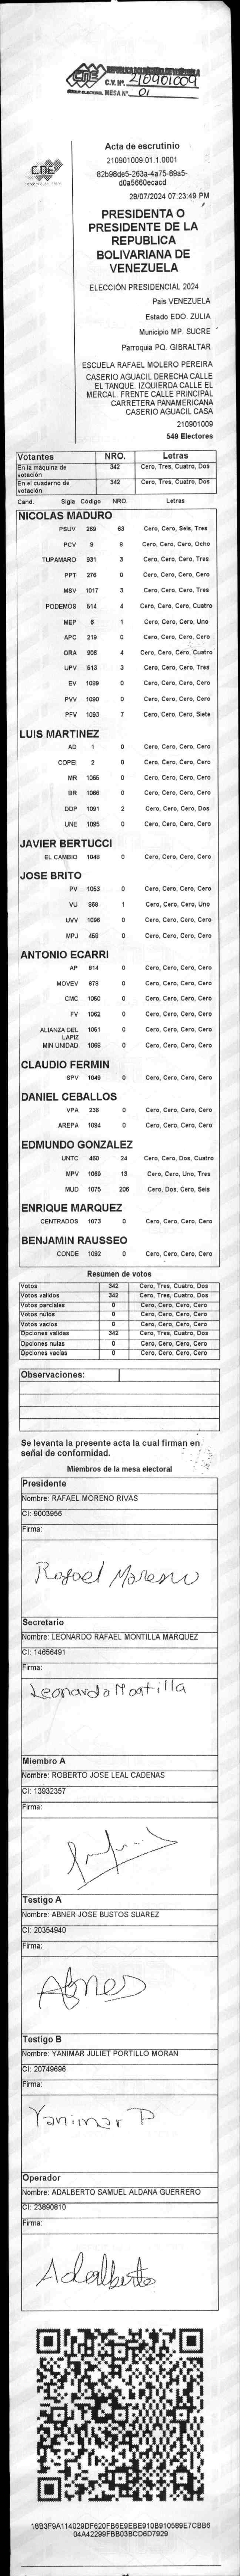 CNE REPUBLICA BOLIVARIANA DE VENEZUELA
C.V. Nº. 210901009
PODER ELECTORAL MESA Nº. 01
CNE
Acta de escrutinio
210901009.01.1.0001
82b98de5-263a-4a75-89a5-
d0a5660ecacd
28/07/2024 07:23:49 PM
PRESIDENTA O
PRESIDENTE DE LA
REPUBLICA
BOLIVARIANA DE
VENEZUELA
ELECCIÓN PRESIDENCIAL 2024
Pais VENEZUELA
Estado EDO. ZULIA
Municipio MP. SUCRE
Parroquia PQ. GIBRALTAR
ESCUELA RAFAEL MOLERO PEREIRA
CASERIO AGUACIL DERECHA CALLE
EL TANQUE. IZQUIERDA CALLE EL
MERCAL. FRENTE CALLE PRINCIPAL
CARRETERA PANAMERICANA
CASERIO AGUACIL CASA
210901009
549 Electores
Votantes NRO. Letras
En la máquina de votación 342 Cero, Tres, Cuatro, Dos
En el cuaderno de votación 342 Cero, Tres, Cuatro, Dos
Cand. Sigla Código NRO. Letras
NICOLAS MADURO
PSUV 269 63 Cero, Cero, Seis, Tres
PCV 9 8 Cero, Cero, Cero, Ocho
TUPAMARO 931 3 Cero, Cero, Cero, Tres
PPT 276 0 Cero, Cero, Cero, Cero
MSV 1017 3 Cero, Cero, Cero, Tres
PODEMOS 514 4 Cero, Cero, Cero, Cuatro
MEP 6 1 Cero, Cero, Cero, Uno
APC 219 0 Cero, Cero, Cero, Cero
ORA 906 4 Cero, Cero, Cero, Cuatro
UPV 513 3 Cero, Cero, Cero, Tres
EV 1089 0 Cero, Cero, Cero, Cero
PVV 1090 0 Cero, Cero, Cero, Cero
PFV 1093 7 Cero, Cero, Cero, Siete
LUIS MARTINEZ
AD 1 0 Cero, Cero, Cero, Cero
COPEI 2 0 Cero, Cero, Cero, Cero
MR 1065 0 Cero, Cero, Cero, Cero
BR 1066 0 Cero, Cero, Cero, Cero
DDP 1091 2 Cero, Cero, Cero, Dos
UNE 1095 0 Cero, Cero, Cero, Cero
JAVIER BERTUCCI
EL CAMBIO 1048 0 Cero, Cero, Cero, Cero
JOSE BRITO
PV 1053 0 Cero, Cero, Cero, Cero
VU 868 1 Cero, Cero, Cero, Uno
UVV 1096 0 Cero, Cero, Cero, Cero
MPJ 459 0 Cero, Cero, Cero, Cero
ANTONIO ECARRI
AP 814 0 Cero, Cero, Cero, Cero
MOVEV 978 0 Cero, Cero, Cero, Cero
CMC 1050 0 Cero, Cero, Cero, Cero
FV 1062 0 Cero, Cero, Cero, Cero
ALIANZA DEL LAPIZ 1051 0 Cero, Cero, Cero, Cero
MIN UNIDAD 1068 0 Cero, Cero, Cero, Cero
CLAUDIO FERMIN
SPV 1049 0 Cero, Cero, Cero, Cero
DANIEL CEBALLOS
VPA 236 0 Cero, Cero, Cero, Cero
AREPA 1094 0 Cero, Cero, Cero, Cero
EDMUNDO GONZALEZ
UNTC 460 24 Cero, Cero, Dos, Cuatro
MPV 1069 13 Cero, Cero, Uno, Tres
MUD 1075 206 Cero, Dos, Cero, Seis
ENRIQUE MARQUEZ
CENTRADOS 1073 0 Cero, Cero, Cero, Cero
BENJAMIN RAUSSEO
CONDE 1092 0 Cero, Cero, Cero, Cero
Resumen de votos
Votos 342 Cero, Tres, Cuatro, Dos
Votos validos 342 Cero, Tres, Cuatro, Dos
Votos parciales 0 Cero, Cero, Cero, Cero
Votos nulos 0 Cero, Cero, Cero, Cero
Votos vacios 0 Cero, Cero, Cero, Cero
Opciones validas 342 Cero, Tres, Cuatro, Dos
Opciones nulas 0 Cero, Cero, Cero, Cero
Opciones vacias 0 Cero, Cero, Cero, Cero
Observaciones:
Se levanta la presente acta la cual firman en
señal de conformidad.
Miembros de la mesa electoral
Presidente
Nombre: RAFAEL MORENO RIVAS
CI: 9003956
Firma:
Rafael Moreno
Secretario
Nombre: LEONARDO RAFAEL MONTILLA MARQUEZ
CI: 14656491
Firma:
Leonardo Montilla
Miembro A
Nombre: ROBERTO JOSE LEAL CADENAS
CI: 13932357
Firma:
Testigo A
Nombre: ABNER JOSE BUSTOS SUAREZ
CI: 20354940
Firma:
Abner
Testigo B
Nombre: YANIMAR JULIET PORTILLO MORAN
CI: 20749696
Firma:
Yanimar P
Operador
Nombre: ADALBERTO SAMUEL ALDANA GUERRERO
CI: 23890810
Firma:
Adalberto
18B3F9A114029DF620FB6E9EBE910B910589E7CBB6
04A42299FBB03BCD6D7929